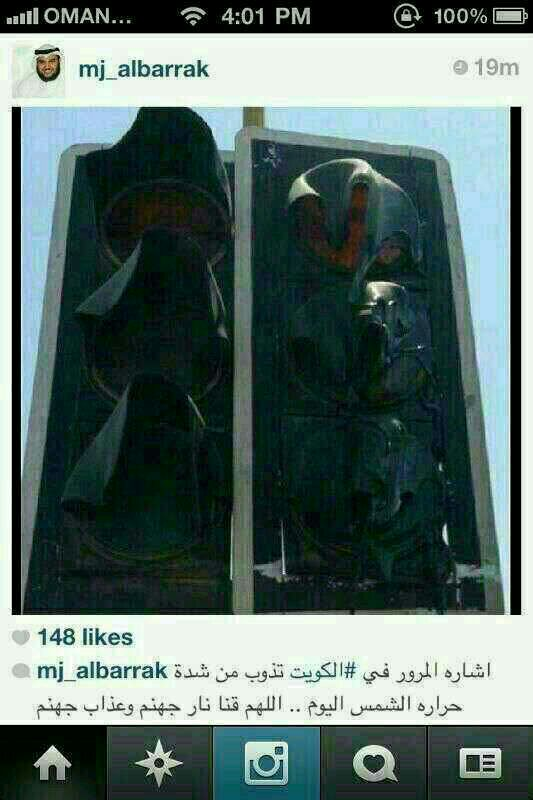 OMAN... 4:01 PM 100%
mj_albarrak 19m
148 likes
mj_albarrak اشاره المرور في #الكويت تذوب من شدة
حراره الشمس اليوم .. اللهم قنا نار جهنم وعذاب جهنم